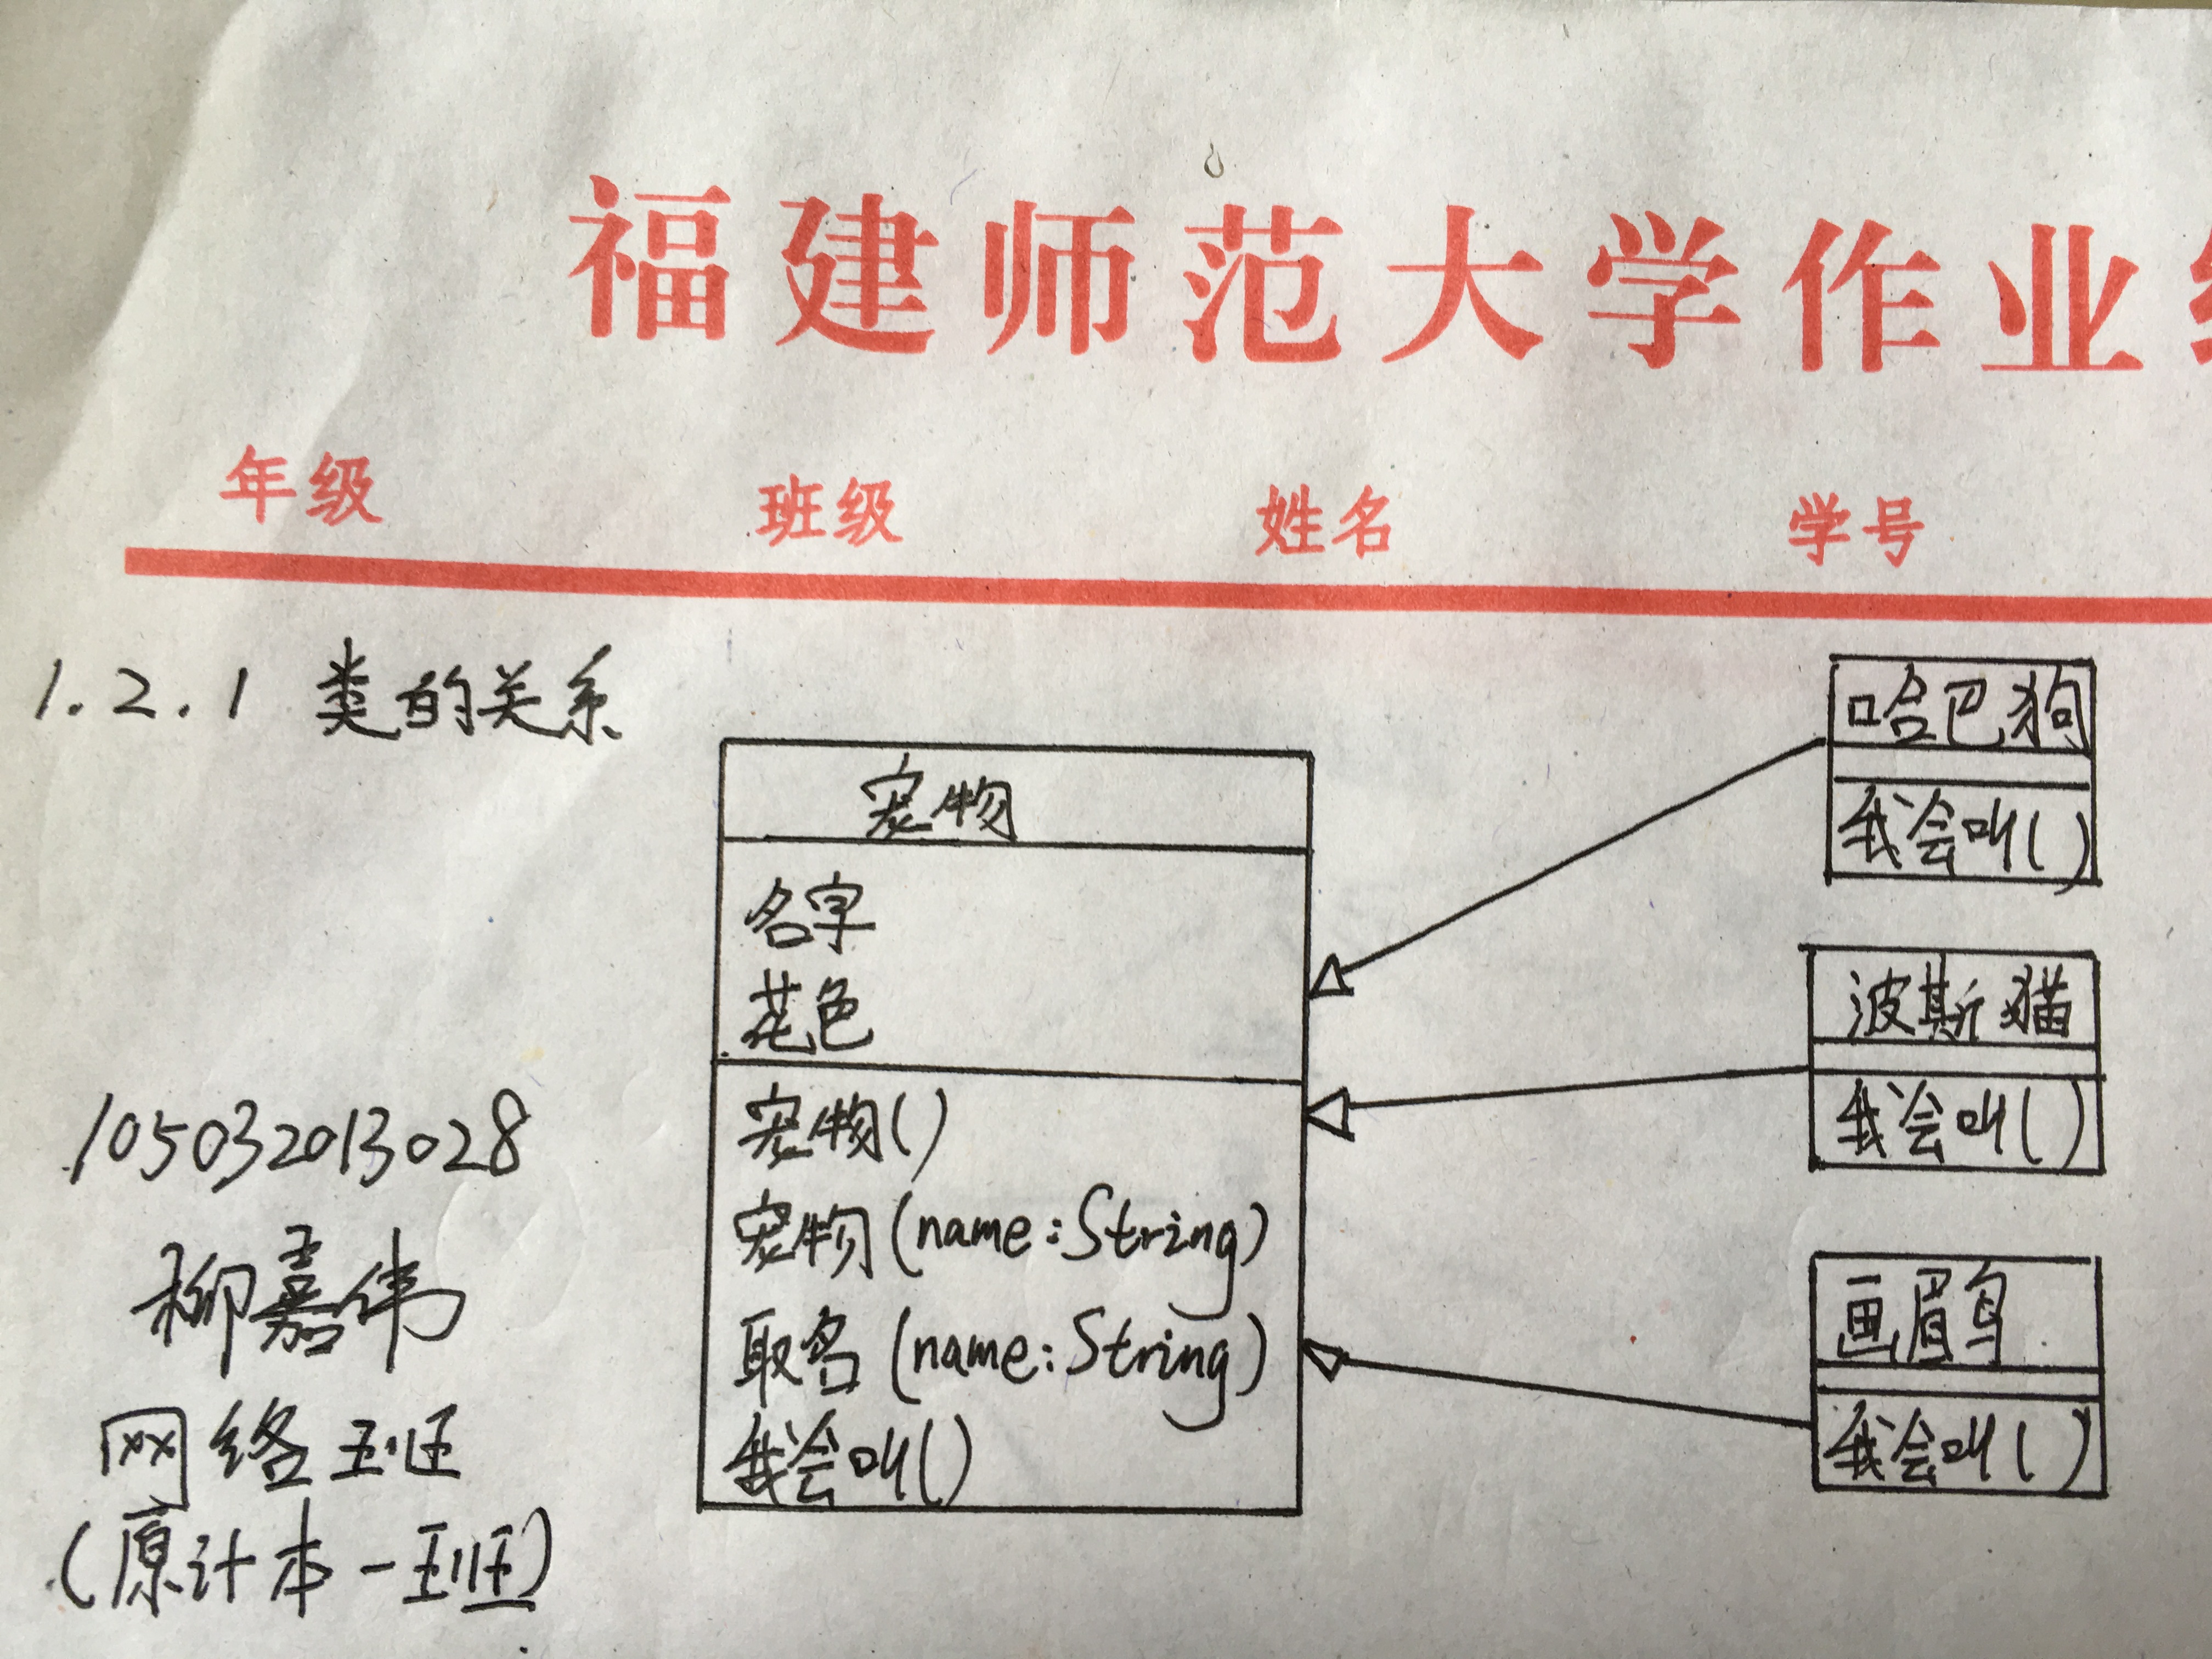 福建师范大学作业
年级 班级 姓名 学号
1.2.1 类的关系
宠物
名字
花色
宠物()
宠物(name:String)
取名(name:String)
我会叫()
哈巴狗
我会叫()
波斯猫
我会叫()
画眉鸟
我会叫()
105032013028
柳嘉伟
网络班
(原计本一班)